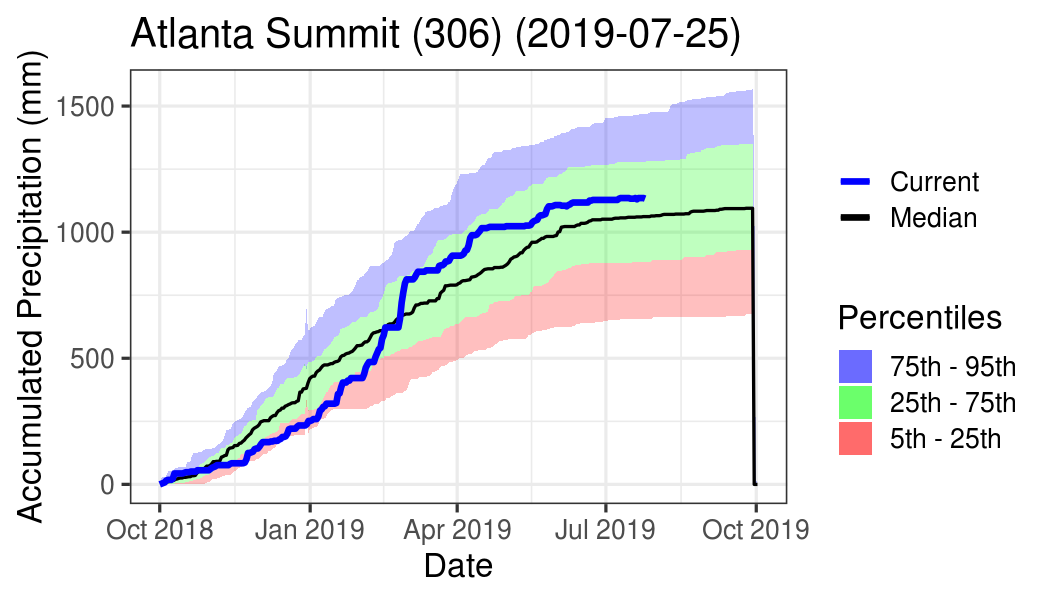 Atlanta Summit (306) (2019-07-25)
Accumulated Precipitation (mm)
1500
1000
500
0
Oct 2018
Jan 2019
Apr 2019
Jul 2019
Oct 2019
Date
Current
Median
Percentiles
75th - 95th
25th - 75th
5th - 25th